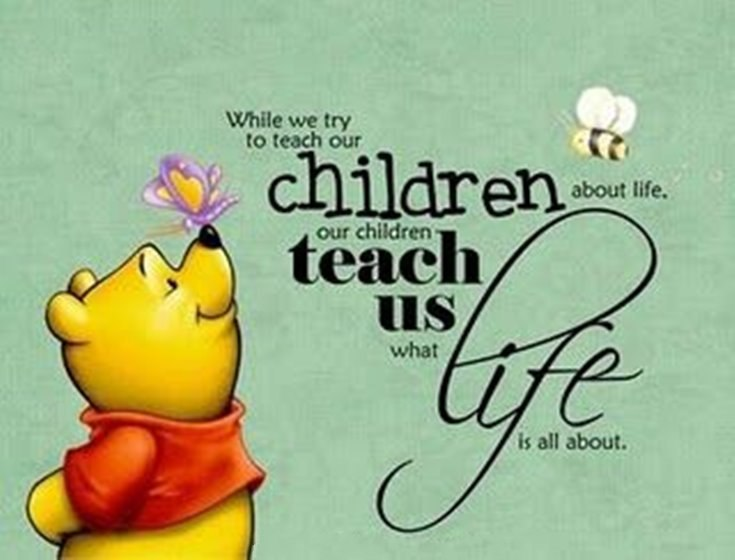 While we try
to teach our
children about life,
our children
teach
us
what
life
is all about.